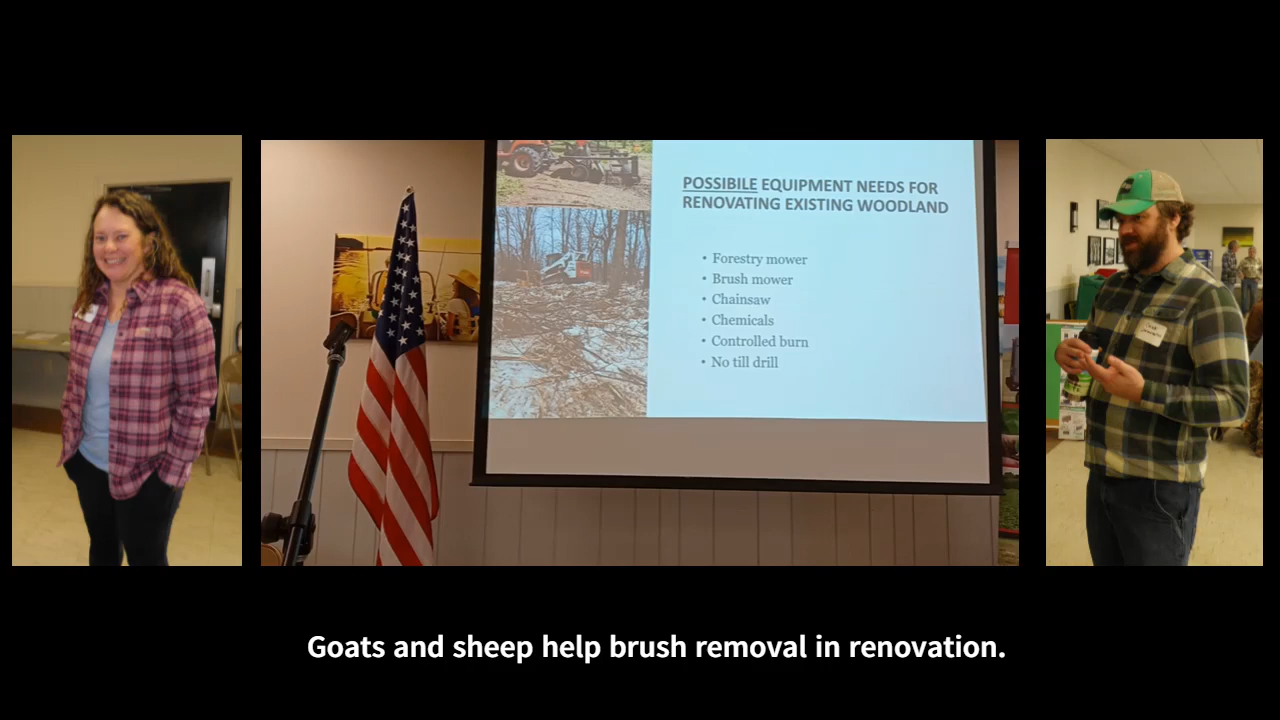 POSSIBILE EQUIPMENT NEEDS FOR
RENOVATING EXISTING WOODLAND
• Forestry mower
• Brush mower
• Chainsaw
• Chemicals
• Controlled burn
• No till drill
Goats and sheep help brush removal in renovation.